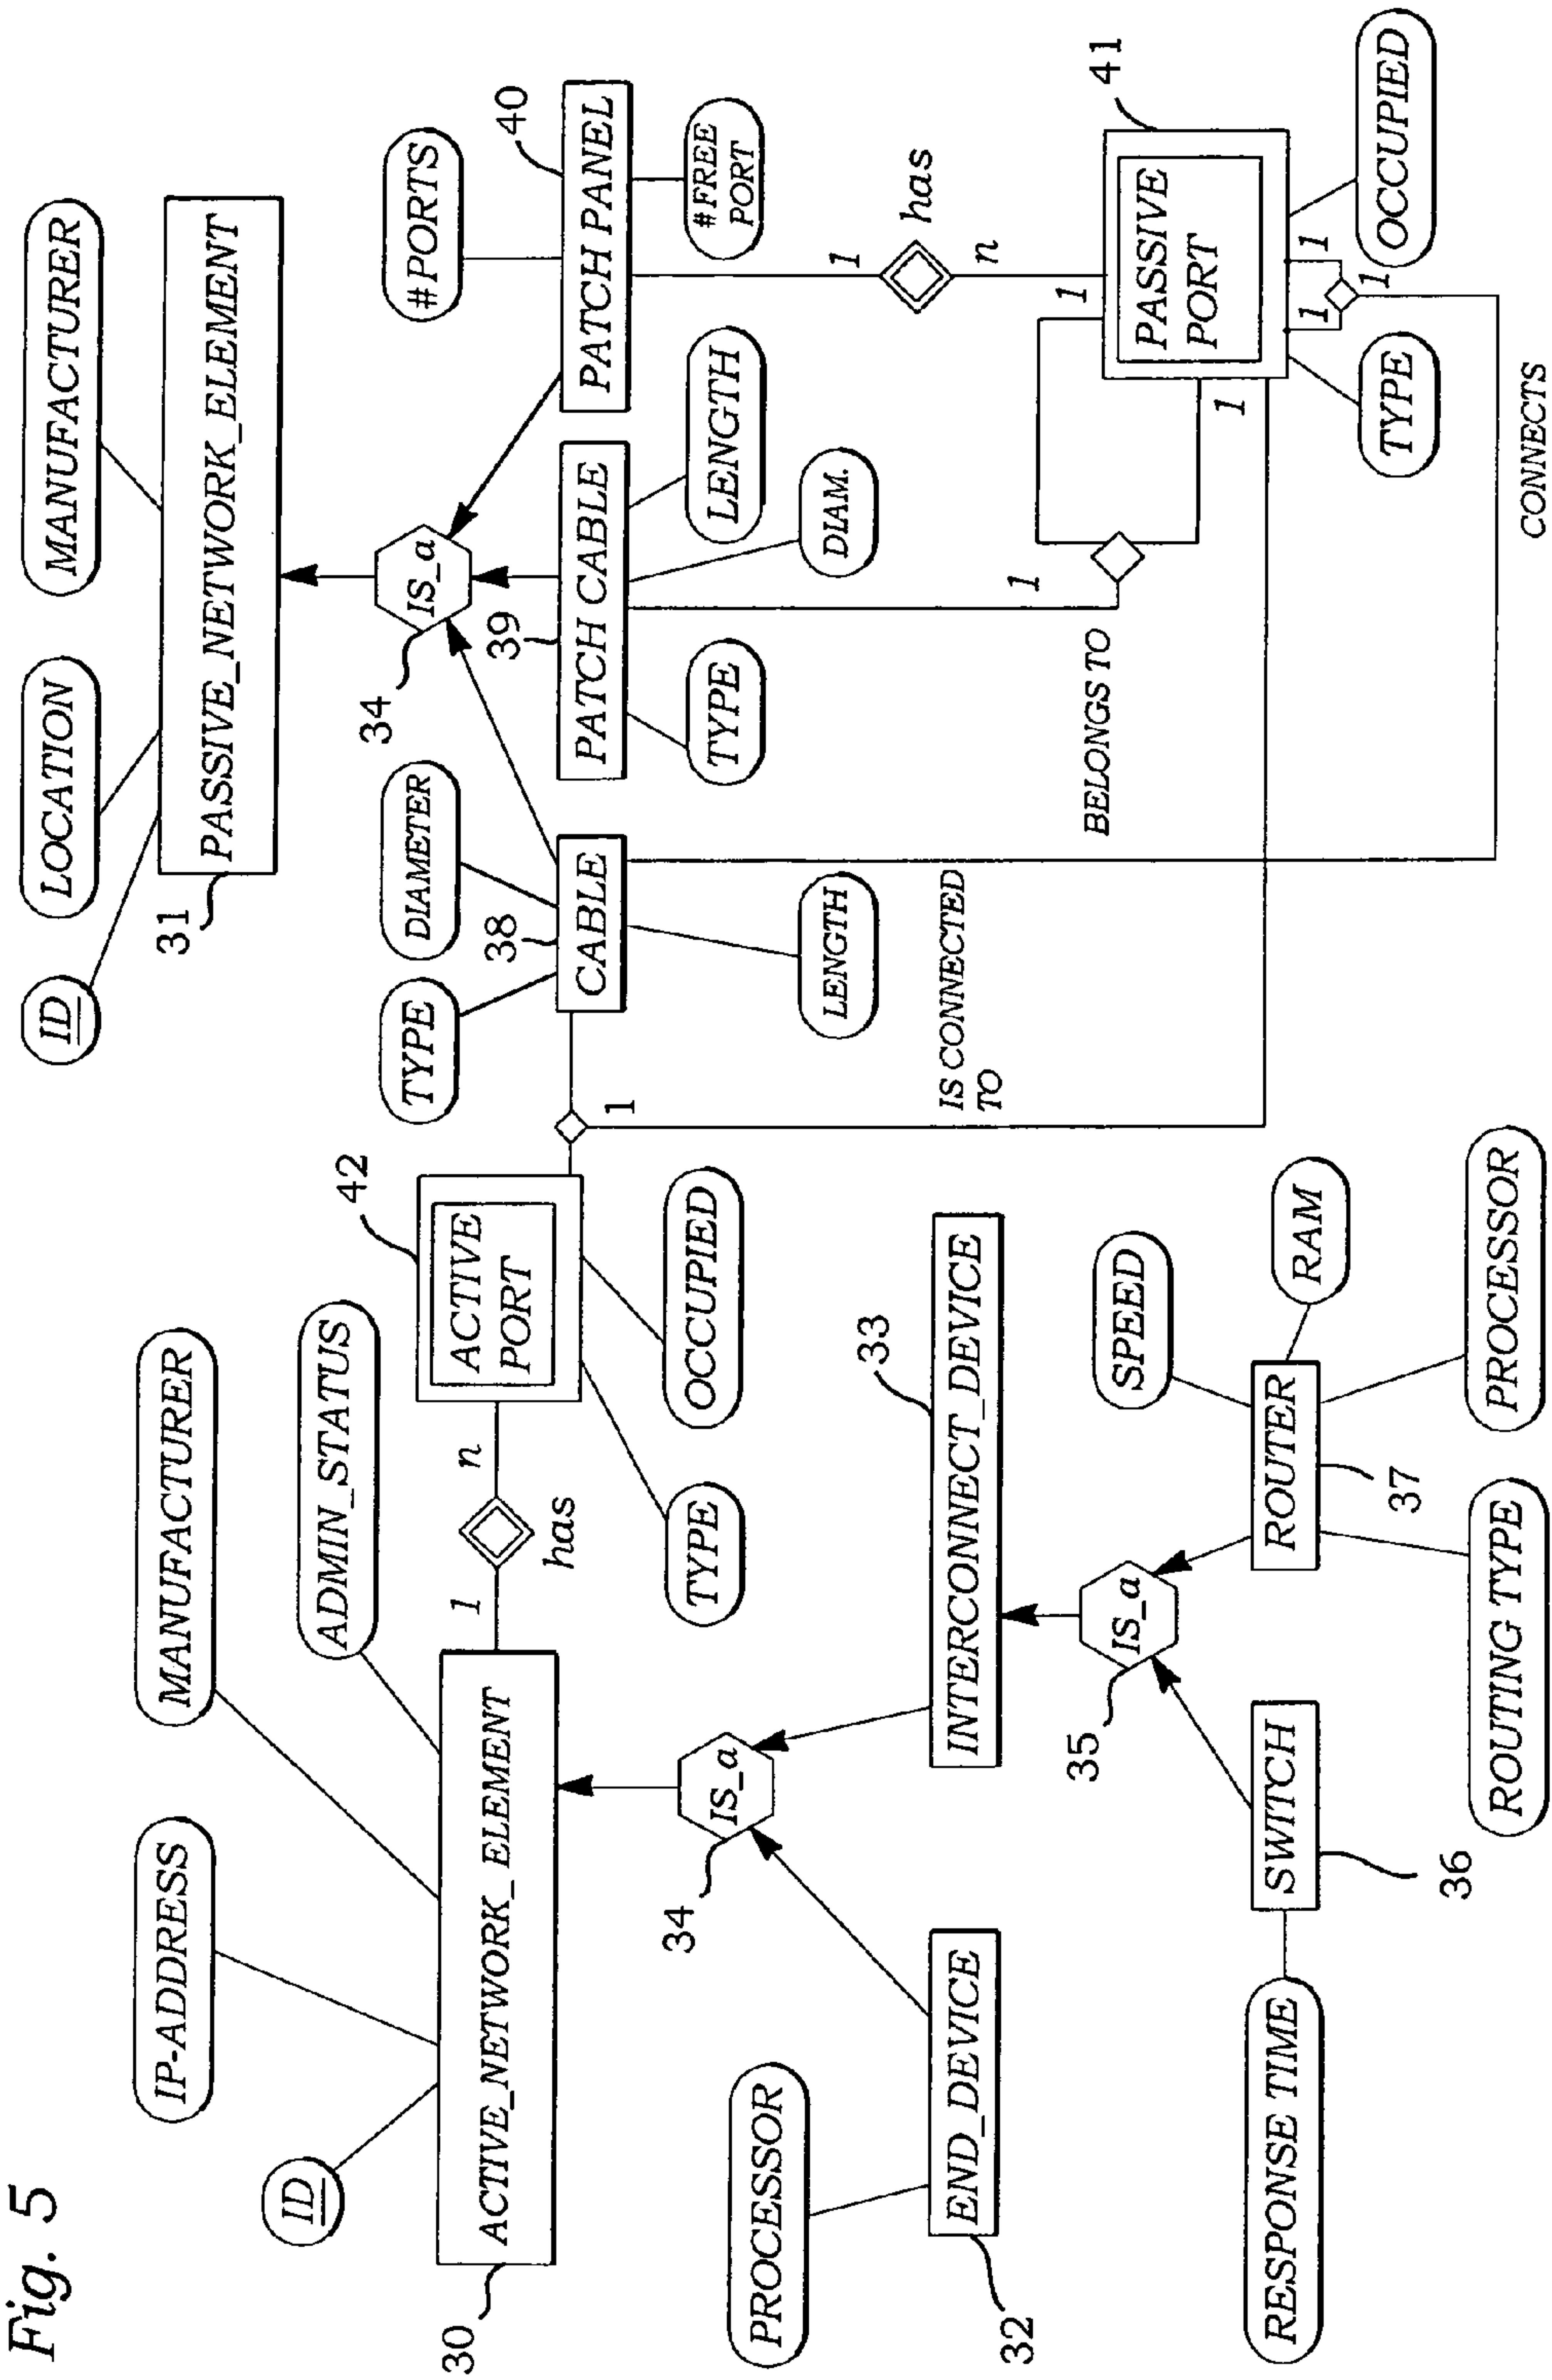 Fig. 5
ID
LOCATION
MANUFACTURER
31
PASSIVE_NETWORK_ELEMENT
IP-ADDRESS
MANUFACTURER
ID
ADMIN_STATUS
34
IS_a
TYPE
DIAMETER
#PORTS
42
38
39
40
30
ACTIVE_NETWORK_ELEMENT
1
has
n
ACTIVE
PORT
1
CABLE
PATCH CABLE
PATCH PANEL
TYPE
OCCUPIED
TYPE
LENGTH
#FREE
PORT
34
IS_a
PROCESSOR
LENGTH
DIAM.
1
has
n
33
32
END_DEVICE
INTERCONNECT_DEVICE
IS CONNECTED
TO
1
BELONGS TO
1
41
35
IS_a
SPEED
PASSIVE
PORT
1
RESPONSE TIME
SWITCH
ROUTER
RAM
1
1
1
36
37
TYPE
OCCUPIED
ROUTING TYPE
PROCESSOR
CONNECTS